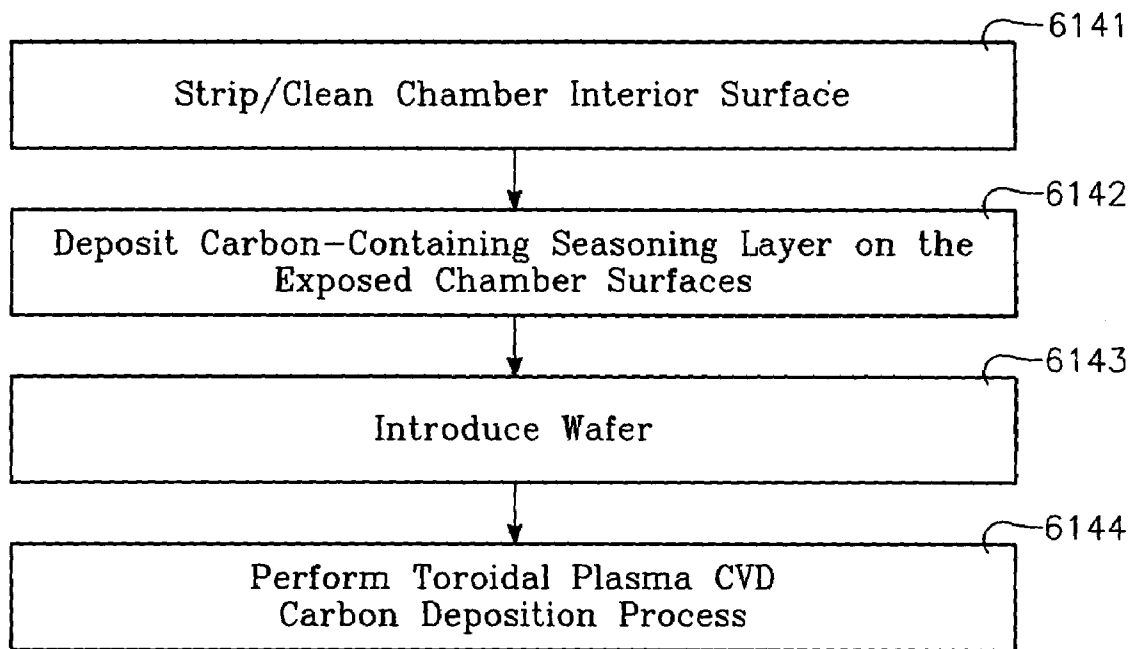 6141
Strip/Clean Chamber Interior Surface
6142
Deposit Carbon-Containing Seasoning Layer on the
Exposed Chamber Surfaces
6143
Introduce Wafer
6144
Perform Toroidal Plasma CVD
Carbon Deposition Process